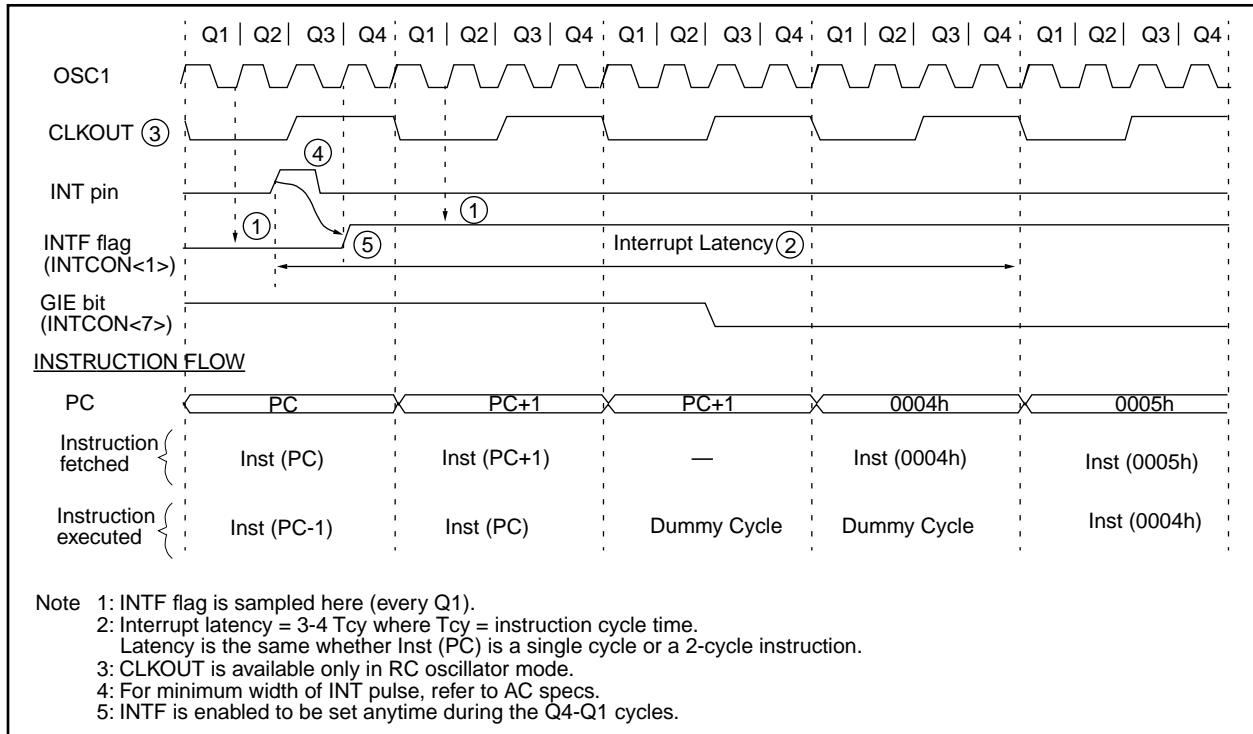 Q1 | Q2 | Q3 | Q4 Q1 | Q2 | Q3 | Q4 Q1 | Q2 | Q3 | Q4 Q1 | Q2 | Q3 | Q4 Q1 | Q2 | Q3 | Q4
OSC1
CLKOUT ③
④
INT pin
① ①
INTF flag
(INTCON<1>)
⑤
Interrupt Latency ②
GIE bit
(INTCON<7>)
INSTRUCTION FLOW
PC PC PC+1 PC+1 0004h 0005h
Instruction
fetched
Inst (PC) Inst (PC+1) — Inst (0004h) Inst (0005h)
Instruction
executed
Inst (PC-1) Inst (PC) Dummy Cycle Dummy Cycle Inst (0004h)
Note 1: INTF flag is sampled here (every Q1).
2: Interrupt latency = 3-4 Tcy where Tcy = instruction cycle time.
Latency is the same whether Inst (PC) is a single cycle or a 2-cycle instruction.
3: CLKOUT is available only in RC oscillator mode.
4: For minimum width of INT pulse, refer to AC specs.
5: INTF is enabled to be set anytime during the Q4-Q1 cycles.